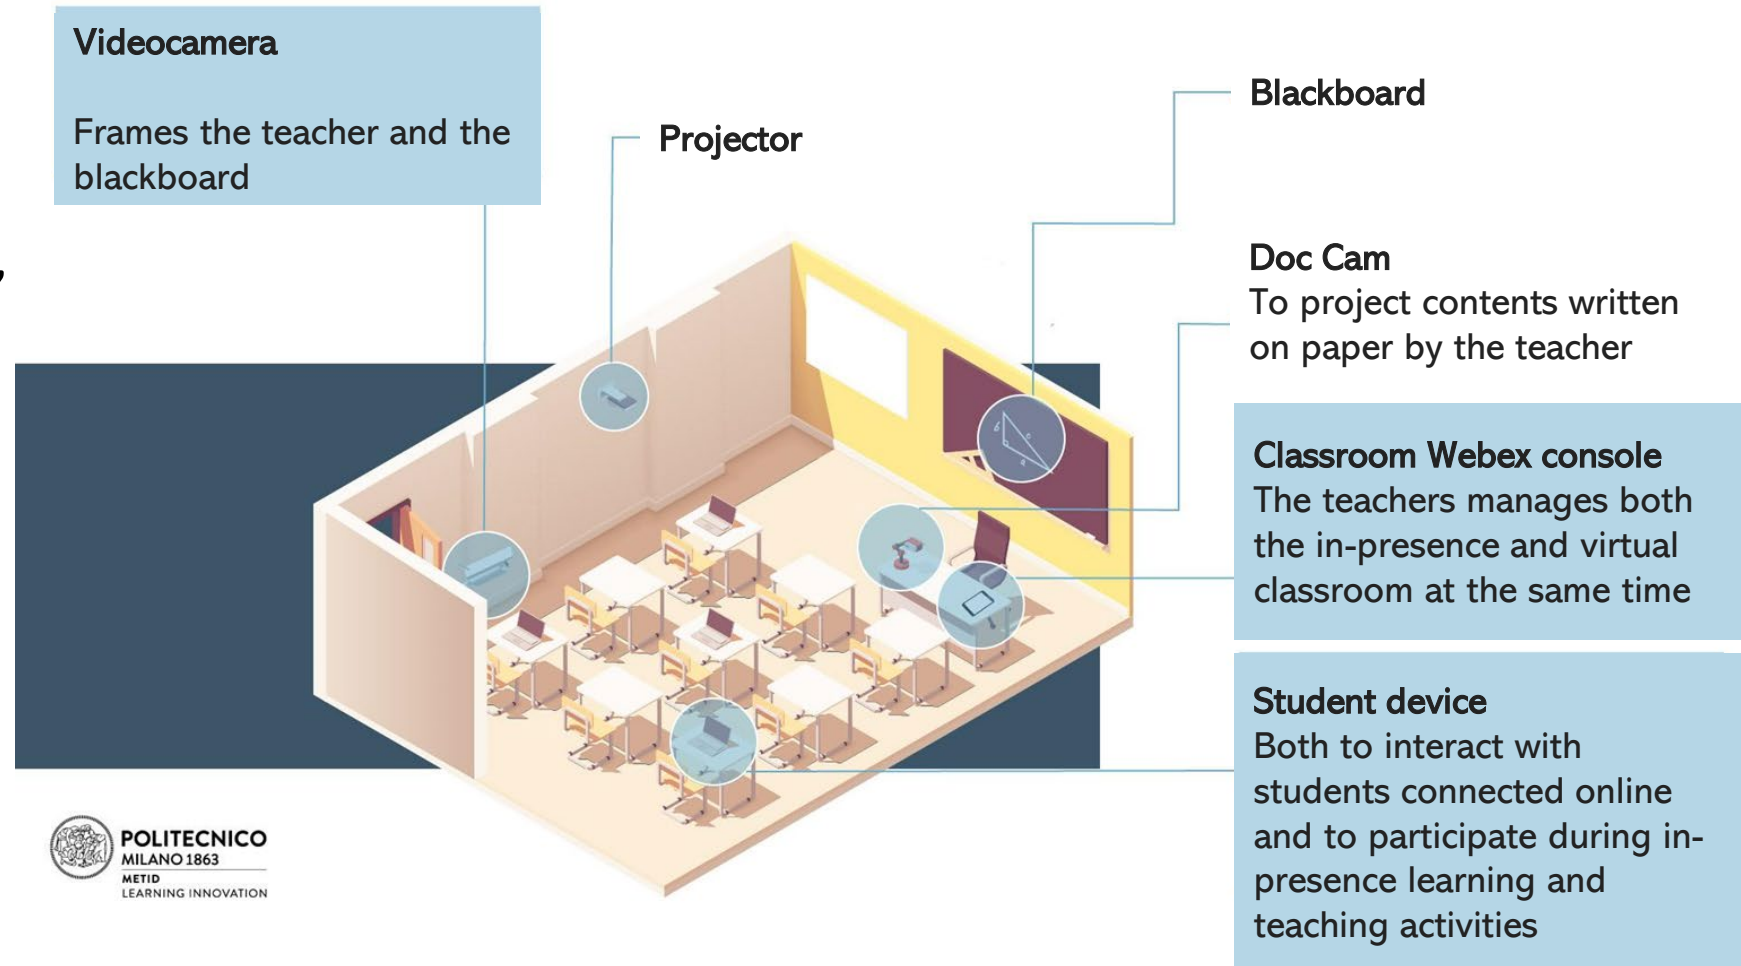 Videocamera
Frames the teacher and the
blackboard
Projector
Blackboard
Doc Cam
To project contents written
on paper by the teacher
Classroom Webex console
The teachers manages both
the in-presence and virtual
classroom at the same time
Student device
Both to interact with
students connected online
and to participate during in-
presence learning and
teaching activities
POLITECNICO
MILANO 1863
METID
LEARNING INNOVATION